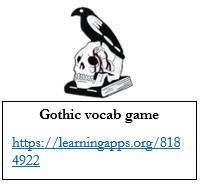 Gothic vocab game
https://learningapps.org/818
4922